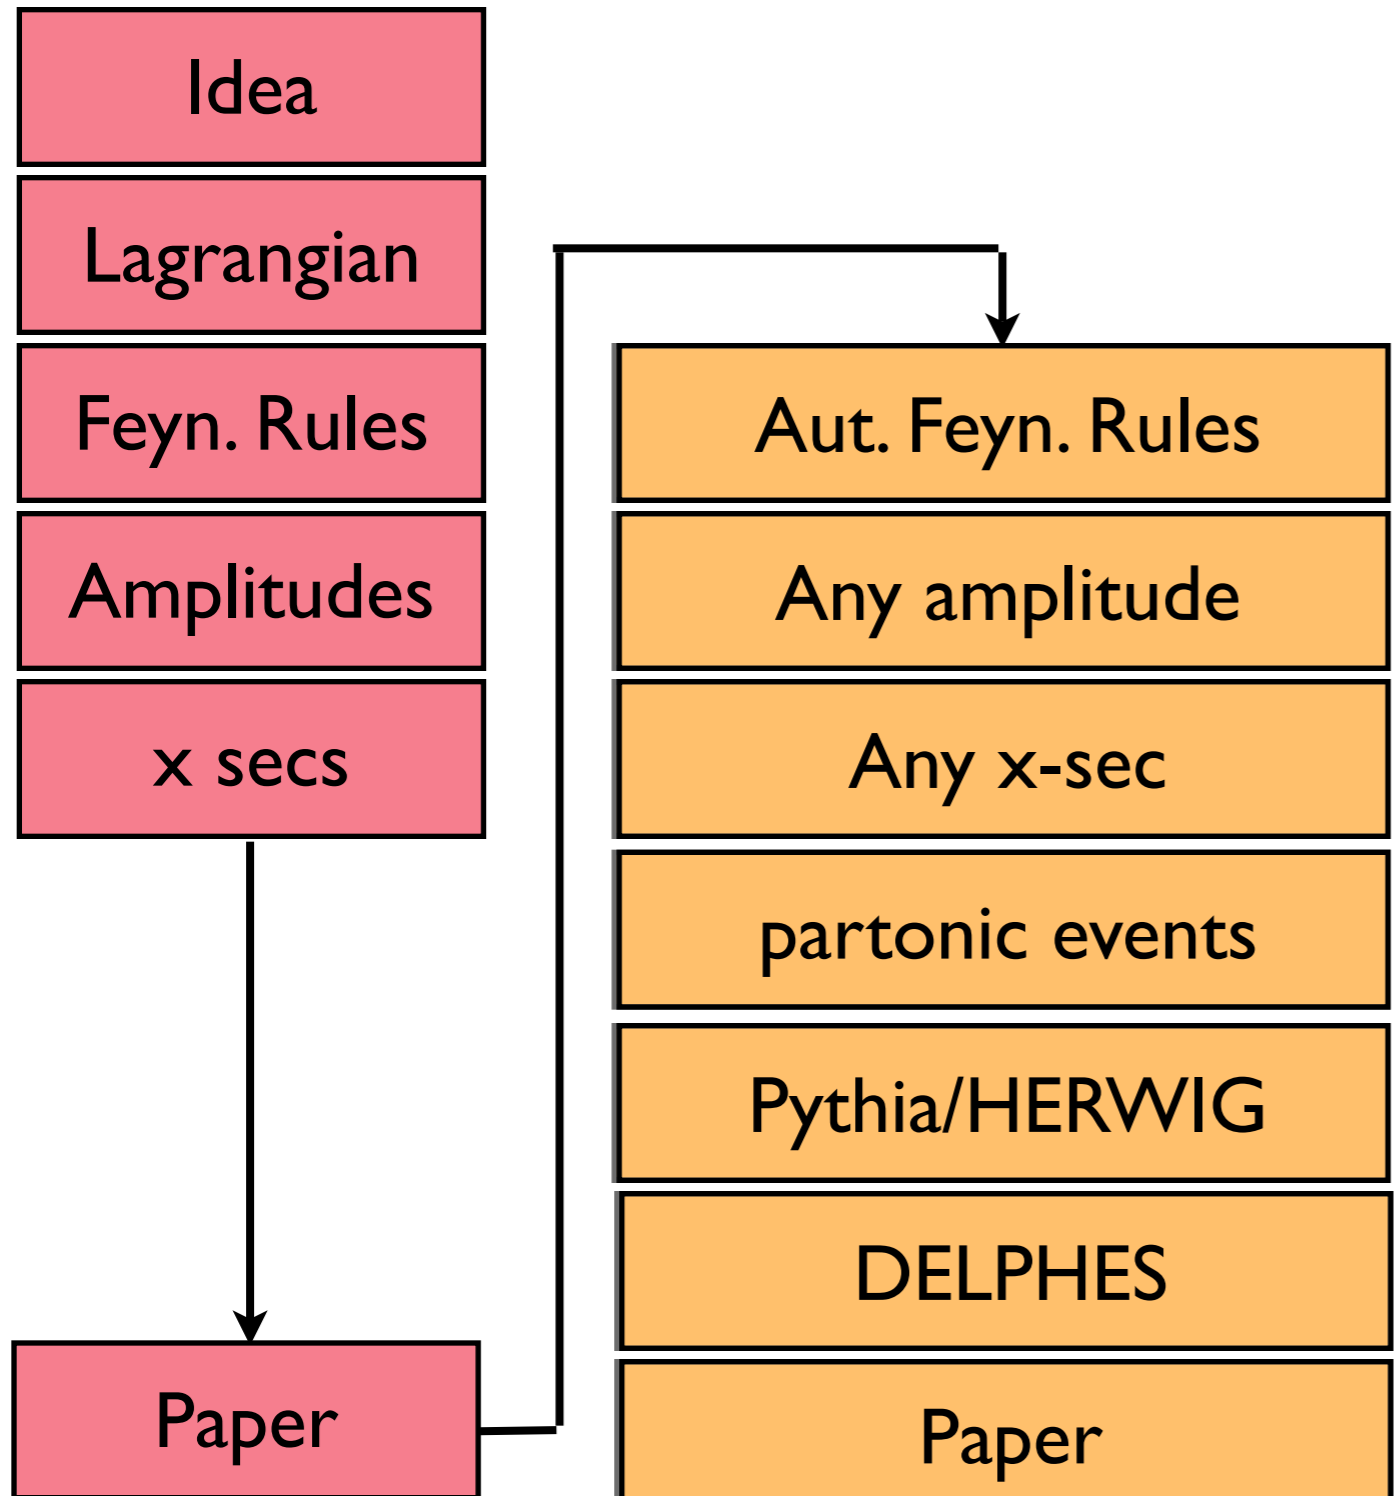 Idea
Lagrangian
Feyn. Rules
Amplitudes
x secs
Paper
Aut. Feyn. Rules
Any amplitude
Any x-sec
partonic events
Pythia/HERWIG
DELPHES
Paper